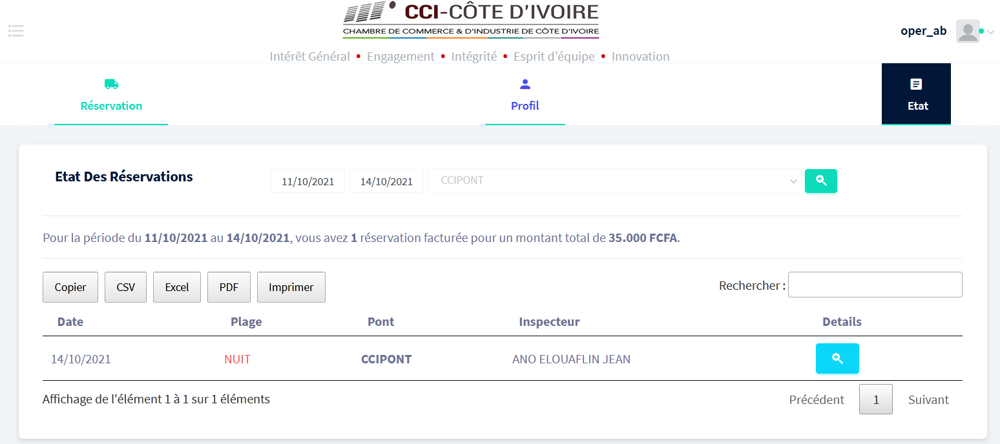 CCI-CÔTE D'IVOIRE
CHAMBRE DE COMMERCE & D'INDUSTRIE DE CÔTE D'IVOIRE
oper_ab
Intérêt Général • Engagement • Intégrité • Esprit d'équipe • Innovation
Réservation Profil Etat
Etat Des Réservations 11/10/2021 14/10/2021 CCIPONT
Pour la période du 11/10/2021 au 14/10/2021, vous avez 1 réservation facturée pour un montant total de 35.000 FCFA.
Copier CSV Excel PDF Imprimer Rechercher :
Date Plage Pont Inspecteur Details
14/10/2021 NUIT CCIPONT ANO ELOUAFLIN JEAN
Affichage de l'élément 1 à 1 sur 1 éléments Précédent 1 Suivant